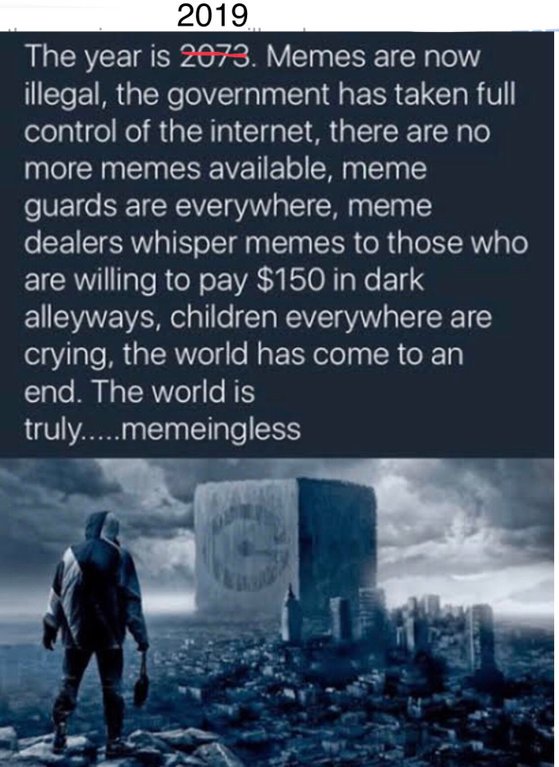 2019
The year is 2073. Memes are now
illegal, the government has taken full
control of the internet, there are no
more memes available, meme
guards are everywhere, meme
dealers whisper memes to those who
are willing to pay $150 in dark
alleyways, children everywhere are
crying, the world has come to an
end. The world is
truly.....memeingless